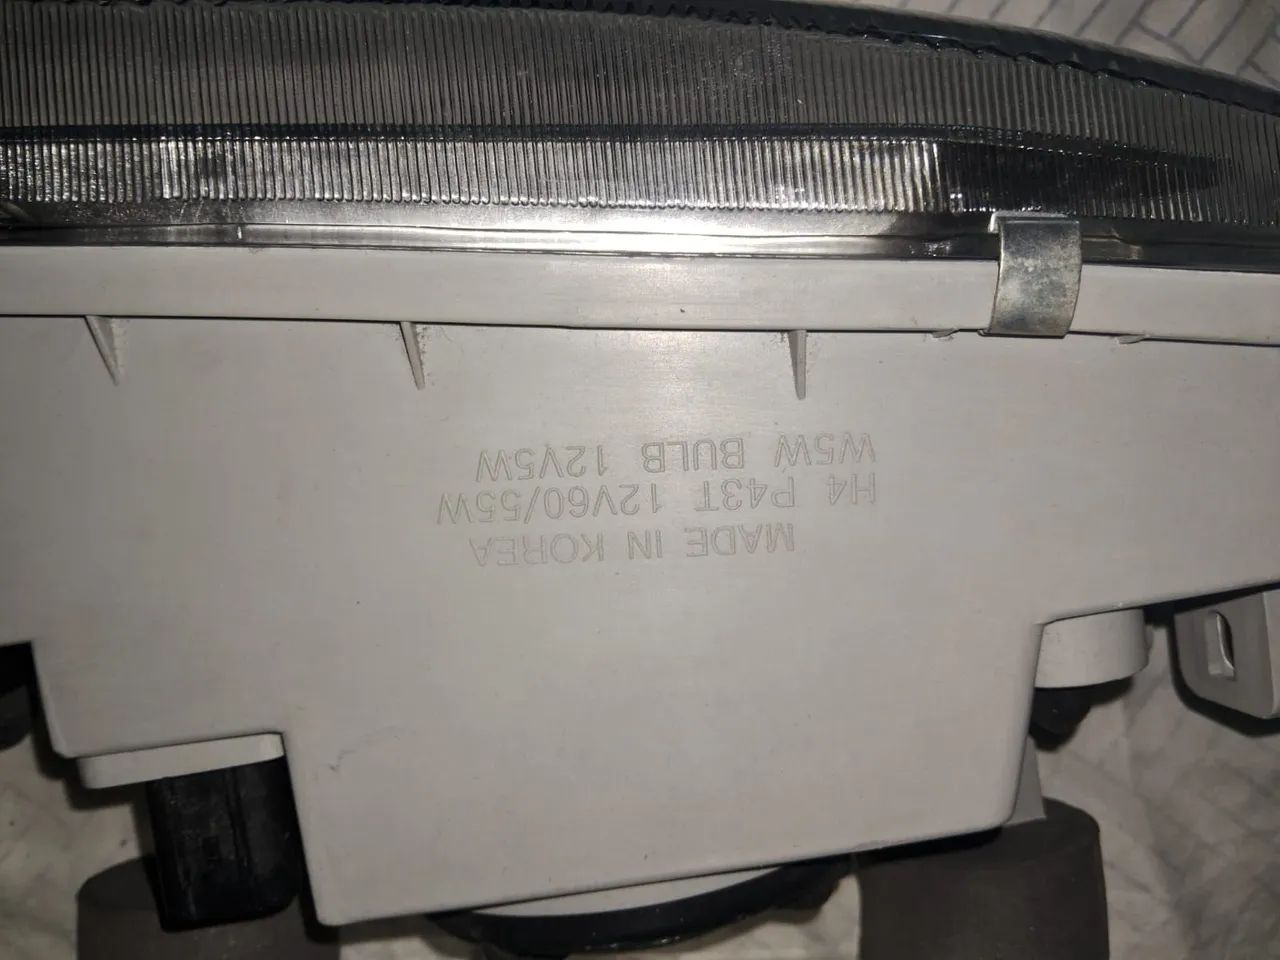 MADE IN KOREA
H4 P43T 12V60/55W
W5W BULB 12V5W